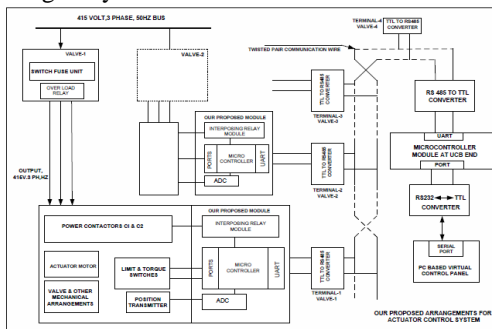 415 VOLT,3 PHASE, 50HZ BUS
VALVE-1
SWITCH FUSE UNIT
OVER LOAD
RELAY
VALVE-2
TERMINAL-4
VALVE-4
TTL TO RS485
CONVERTER
TWISTED PAIR COMMUNICATION WIRE
TTL TO RS485
CONVERTER
TERMINAL-3
VALVE-3
RS 485 TO TTL
CONVERTER
UART
MICROCONTROLLER
MODULE AT UCB END
PORT
RS232 TTL
CONVERTER
SERIAL
PORT
PC BASED VIRTUAL
CONTROL PANEL
OUR PROPOSED MODULE
INTERPOSING RELAY
MODULE
PORTS
MICRO
CONTROLLER
UART
ADC
TTL TO RS485
CONVERTER
TERMINAL-2
VALVE-2
OUTPUT,
415V.3 PH,HZ
POWER CONTACTORS C1 & C2
ACTUATOR MOTOR
VALVE & OTHER
MECHANICAL
ARRANGEMENTS
LIMIT & TORQUE
SWITCHES
POSITION
TRANSMITTER
OUR PROPOSED MODULE
INTERPOSING RELAY
MODULE
PORTS
MICRO
CONTROLLER
UART
ADC
TTL TO RS485
CONVERTER
TERMINAL-1
VALVE-1
OUR PROPOSED ARRANGEMENTS FOR
ACTUATOR CONTROL SYSTEM